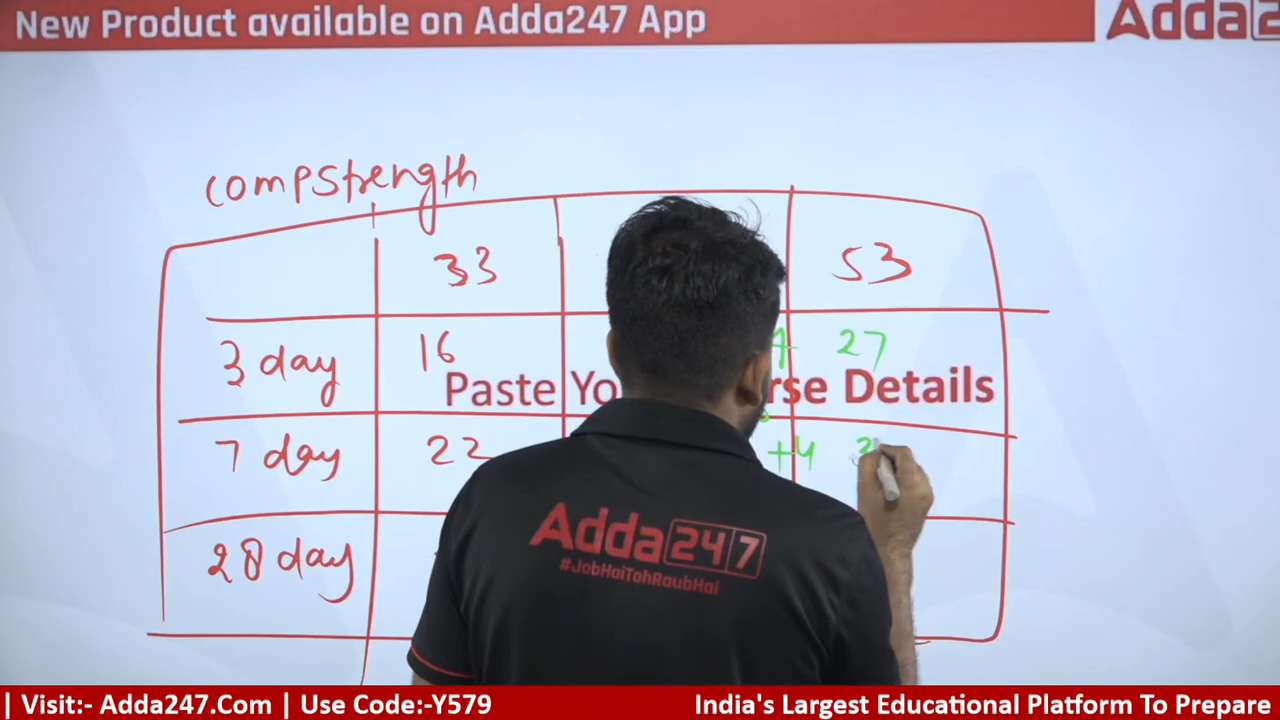 New Product available on Adda247 App
compstrength
33 53
3 day 16 27
Paste Yo rse Details
7 day 22 +4 3
28 day
Adda247
#JobHaiTohRaubHai
| Visit:- Adda247.Com | Use Code:-Y579
India's Largest Educational Platform To Prepare